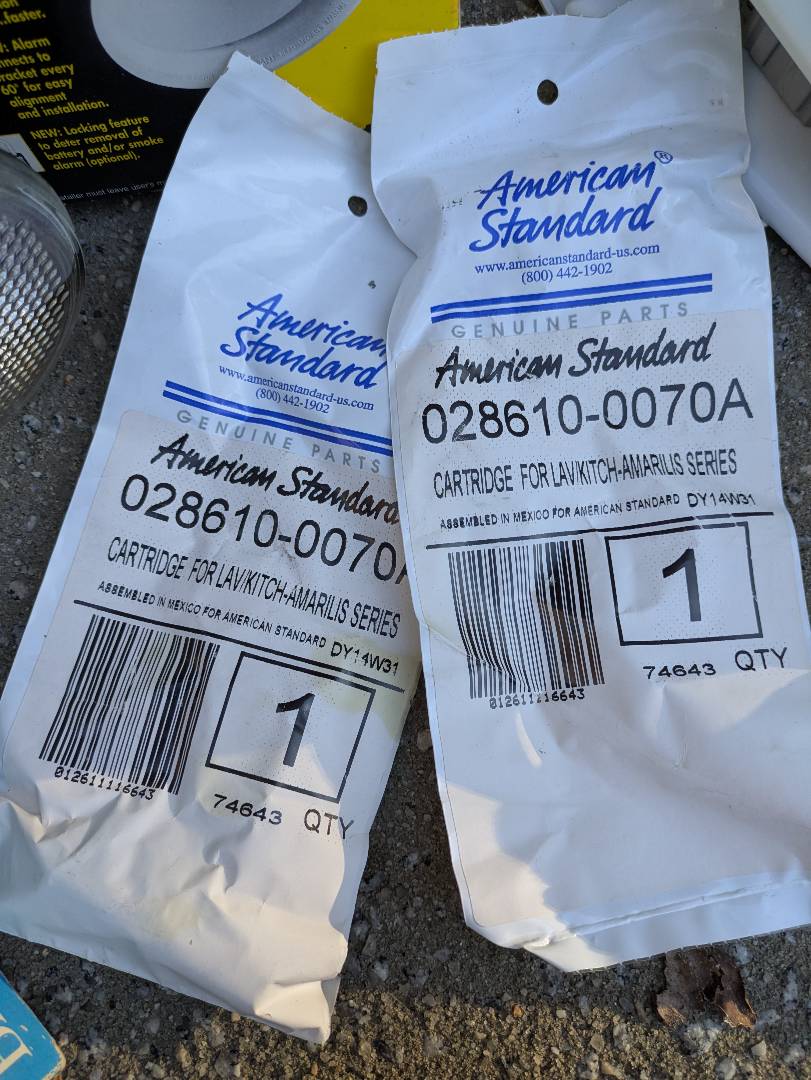 .faster.
: Alarm
nnects to
racket every
60° for easy
alignment
and installation.
NEW: Locking feature
to deter removal of
battery and/or smoke
alarm (optional).
American
Standard
www.americanstandard-us.com
(800) 442-1902
GENUINE PARTS
American Standard
028610-0070A
CARTRIDGE FOR LAV/KITCH-AMARILIS SERIES
ASSEMBLED IN MEXICO FOR AMERICAN STANDARD DY14W31
1
012611116643
74643 QTY
American®
Standard
www.americanstandard-us.com
(800) 442-1902
GENUINE PARTS
American Standard
028610-0070A
CARTRIDGE FOR LAV/KITCH-AMARILIS SERIES
ASSEMBLED IN MEXICO FOR AMERICAN STANDARD DY14W31
1
012611116643
74643 QTY